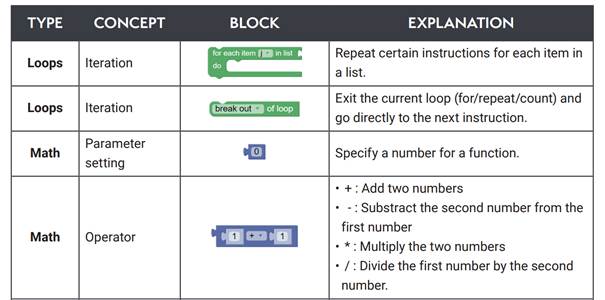 TYPE CONCEPT BLOCK EXPLANATION
Loops Iteration for each item j in list Repeat certain instructions for each item in
do a list.
Loops Iteration break out of loop Exit the current loop (for/repeat/count) and
go directly to the next instruction.
Math Parameter setting 0 Specify a number for a function.
Math Operator 1 + 1
• + : Add two numbers
• - : Substract the second number from the
first number
• * : Multiply the two numbers
• / : Divide the first number by the second
number.